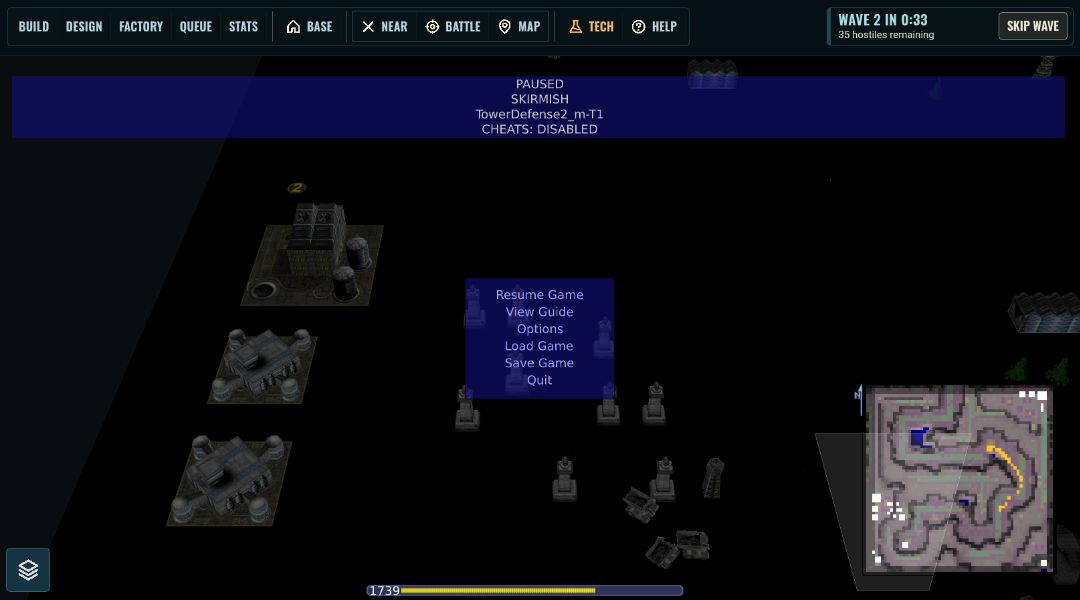 BUILD DESIGN FACTORY QUEUE STATS BASE NEAR BATTLE MAP TECH HELP
WAVE 2 IN 0:33
35 hostiles remaining
SKIP WAVE
PAUSED
SKIRMISH
TowerDefense2_m-T1
CHEATS: DISABLED
2
Resume Game
View Guide
Options
Load Game
Save Game
Quit
N
1739